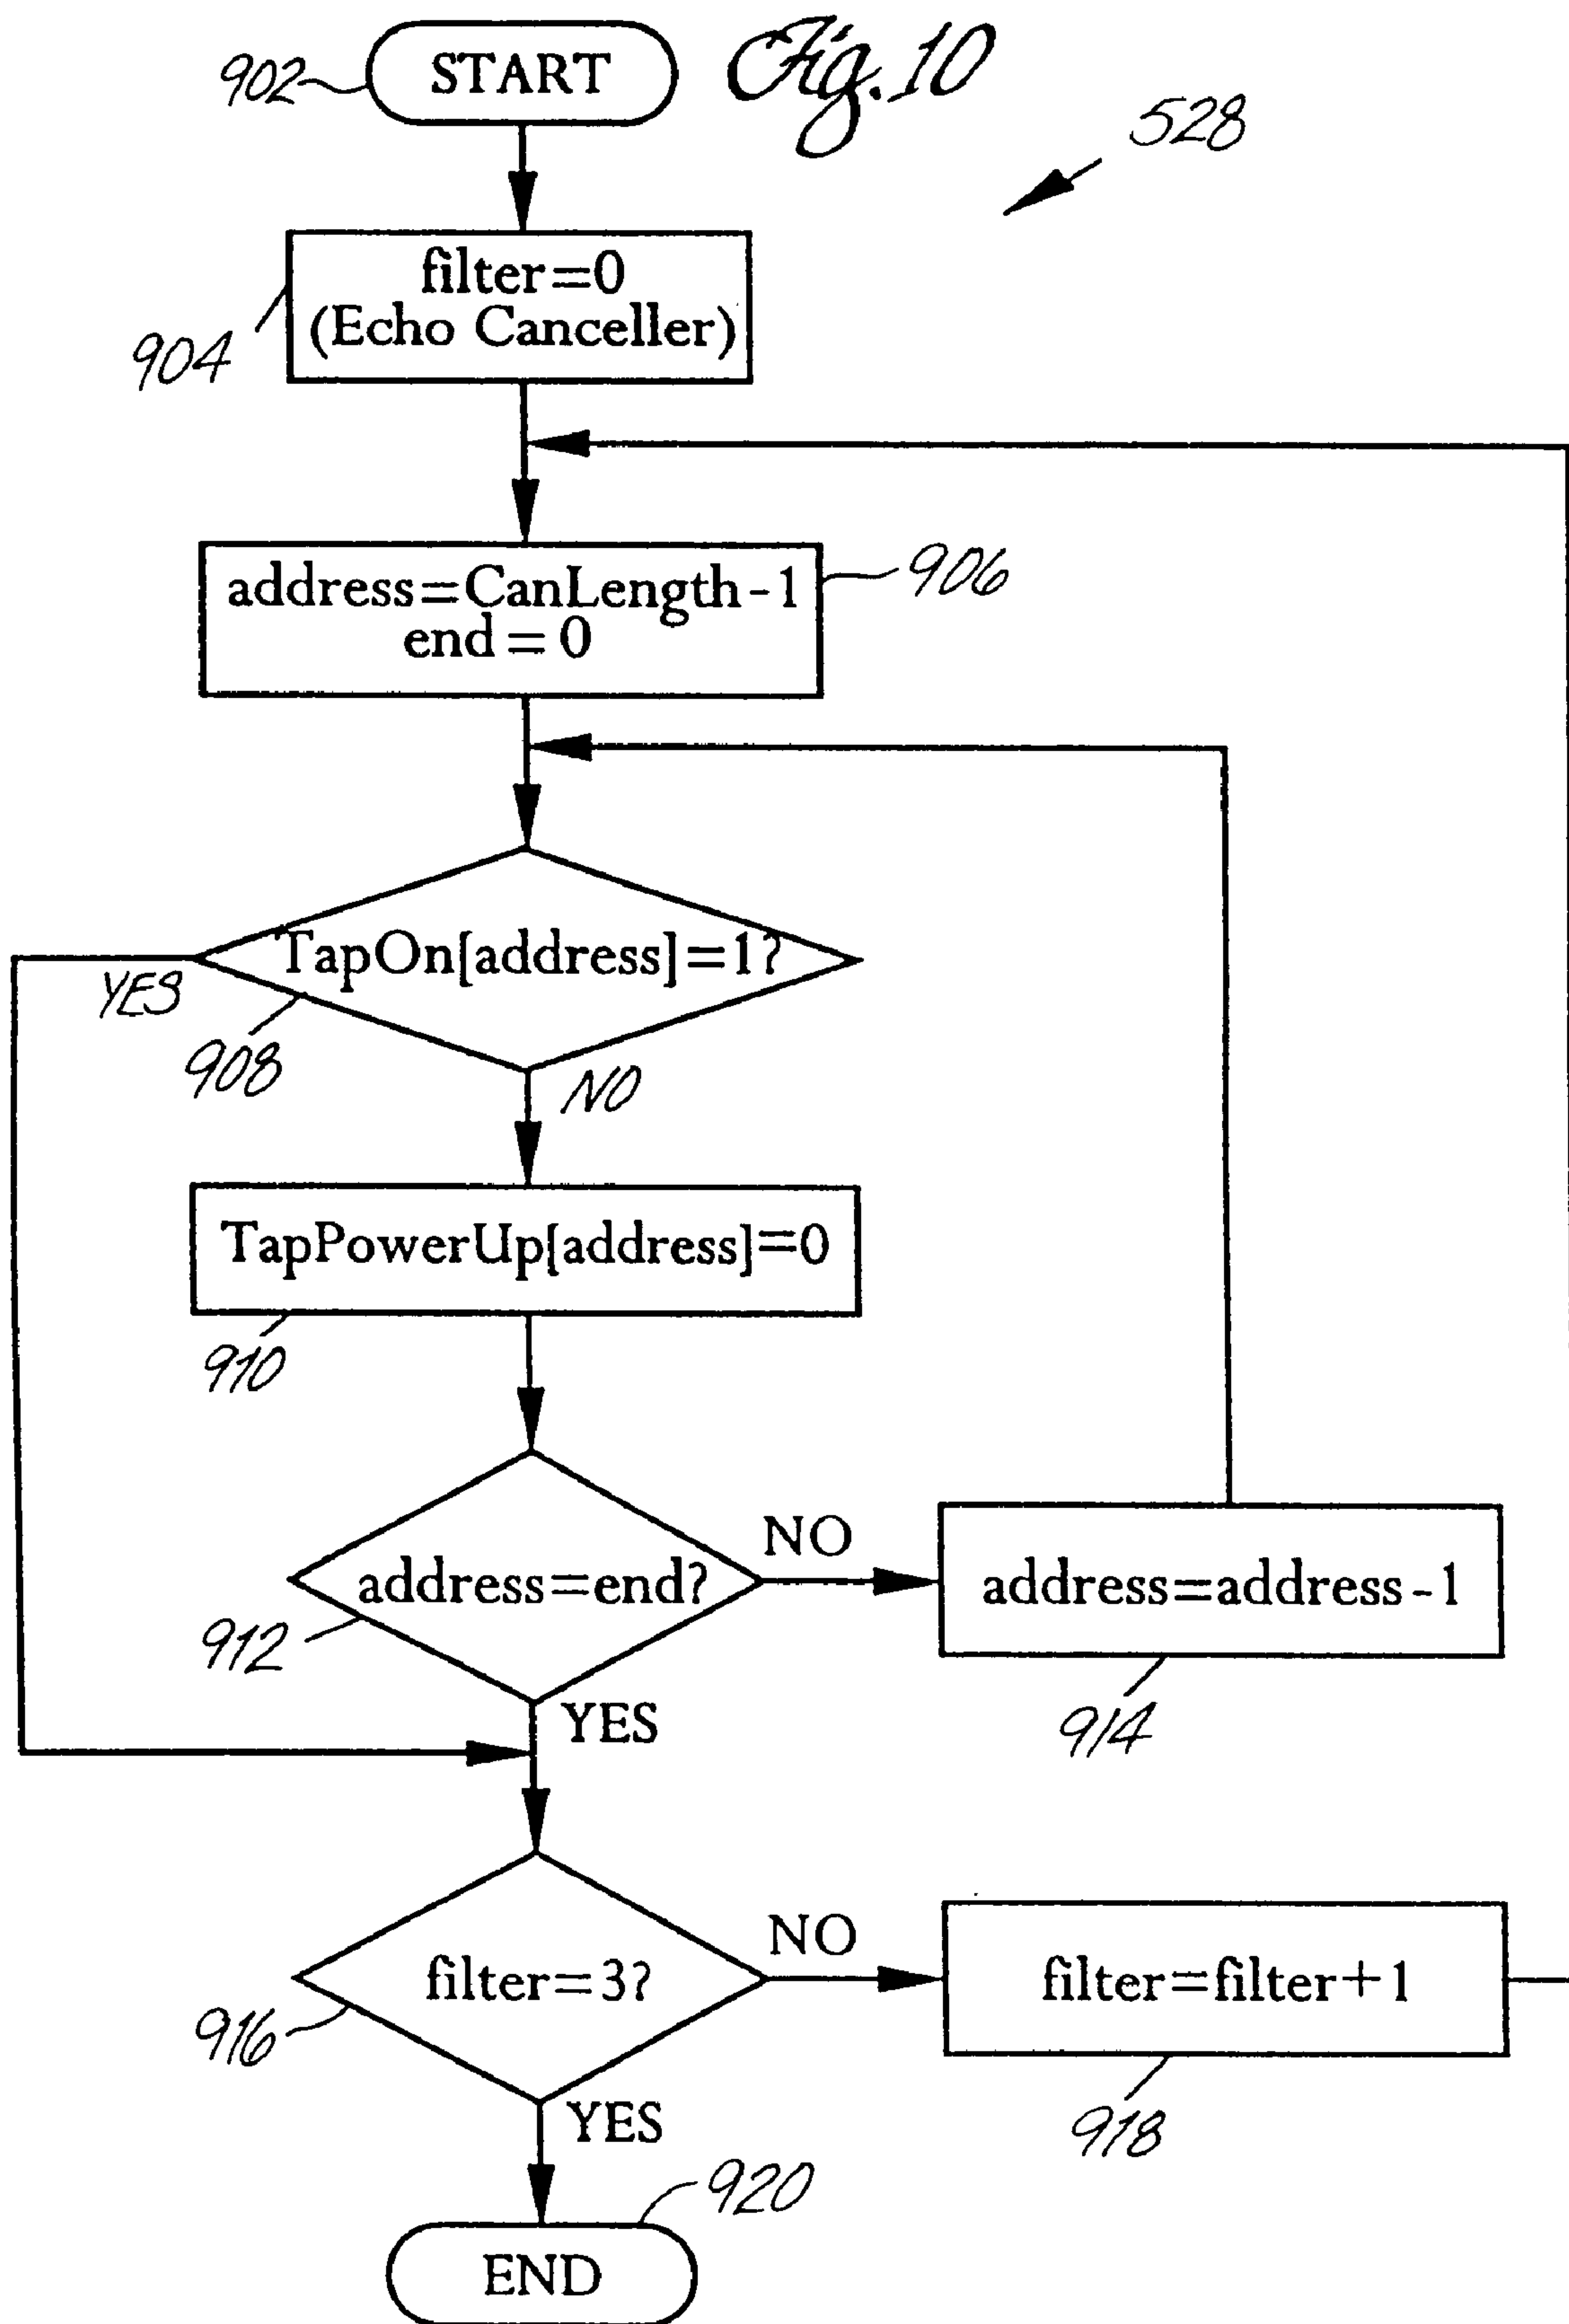 902
START
Fig. 10
528
filter=0
(Echo Canceller)
904
address=CanLength-1
end=0
906
TapOn[address]=1?
YES
908
NO
TapPowerUp[address]=0
910
address=end?
NO
address=address-1
912
YES
914
filter=3?
NO
filter=filter+1
916
YES
918
920
END